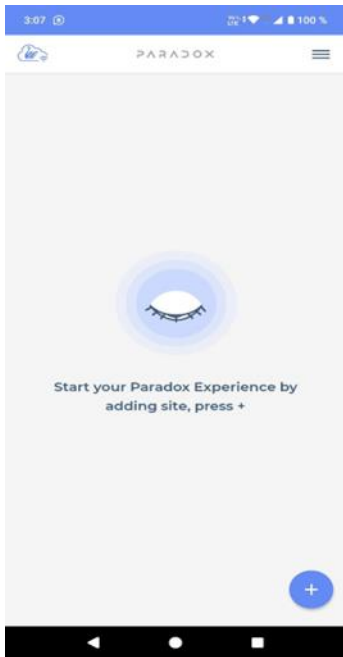 3:07 100 %
PARADOX
Start your Paradox Experience by
adding site, press +
+